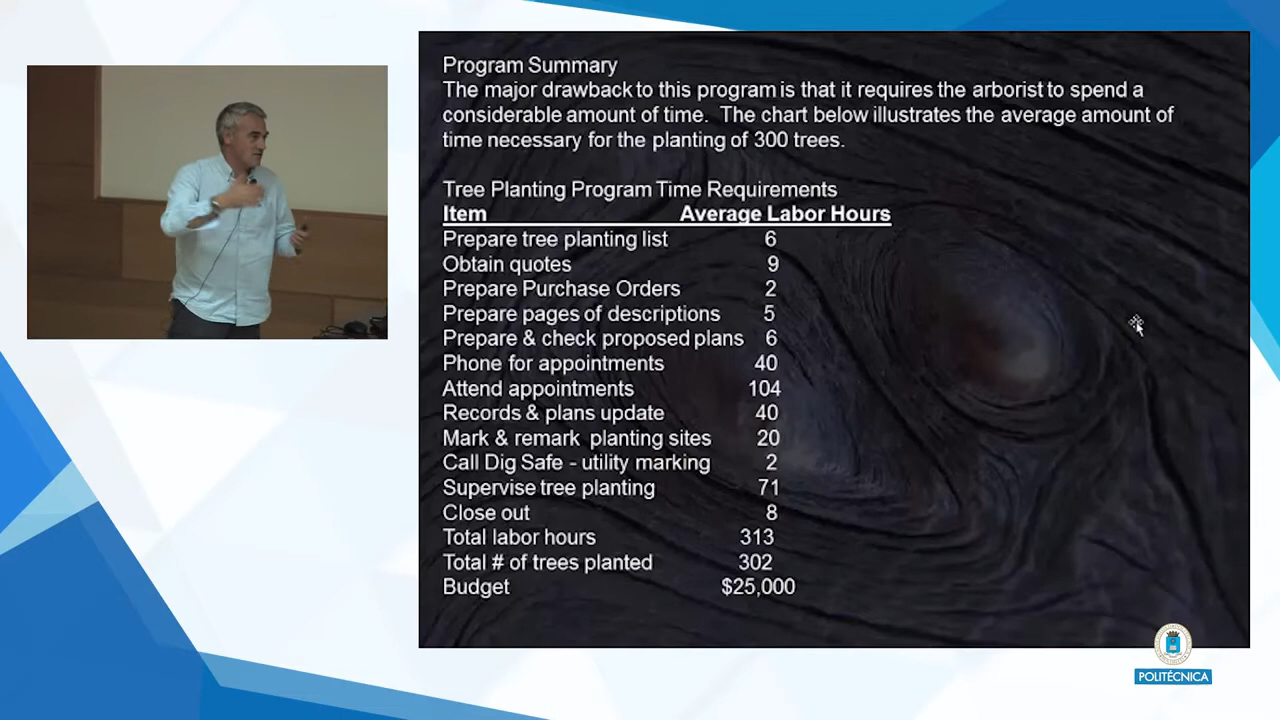 Program Summary
The major drawback to this program is that it requires the arborist to spend a
considerable amount of time. The chart below illustrates the average amount of
time necessary for the planting of 300 trees.
Tree Planting Program Time Requirements
Item Average Labor Hours
Prepare tree planting list 6
Obtain quotes 9
Prepare Purchase Orders 2
Prepare pages of descriptions 5
Prepare & check proposed plans 6
Phone for appointments 40
Attend appointments 104
Records & plans update 40
Mark & remark planting sites 20
Call Dig Safe - utility marking 2
Supervise tree planting 71
Close out 8
Total labor hours 313
Total # of trees planted 302
Budget $25,000
POLITÉCNICA